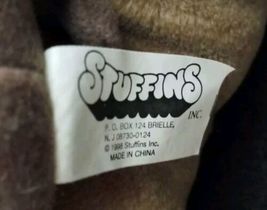 STUFFINS
INC.
P.O. BOX 124 BRIELLE,
N.J 08730-0124
© 1998 Stuffins Inc.
MADE IN CHINA